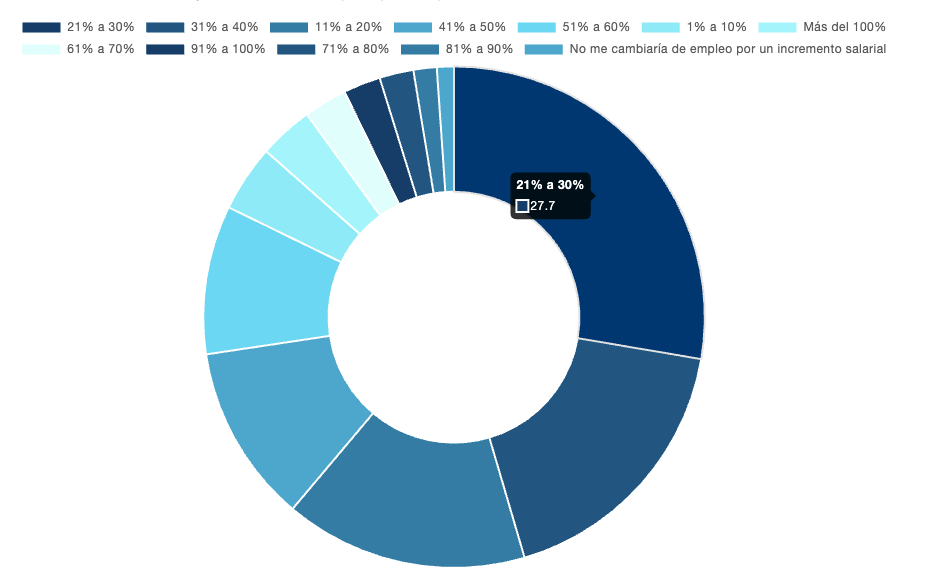 21% a 30% 31% a 40% 11% a 20% 41% a 50% 51% a 60% 1% a 10% Más del 100%
61% a 70% 91% a 100% 71% a 80% 81% a 90% No me cambiaría de empleo por un incremento salarial
21% a 30%
27.7